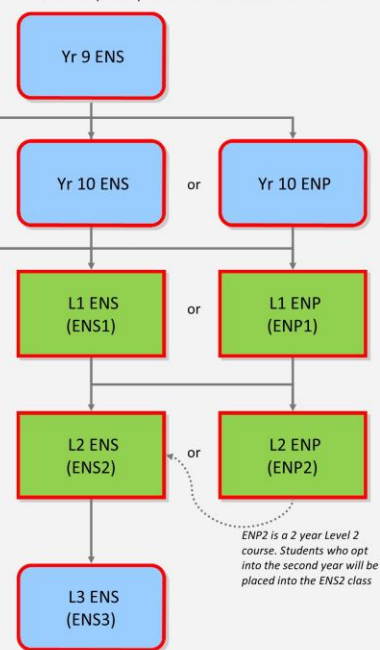 Yr 9 ENS
Yr 10 ENS
or
Yr 10 ENP
L1 ENS
(ENS1)
or
L1 ENP
(ENP1)
L2 ENS
(ENS2)
or
L2 ENP
(ENP2)
ENP2 is a 2 year Level 2
course. Students who opt
into the second year will be
placed into the ENS2 class
L3 ENS
(ENS3)